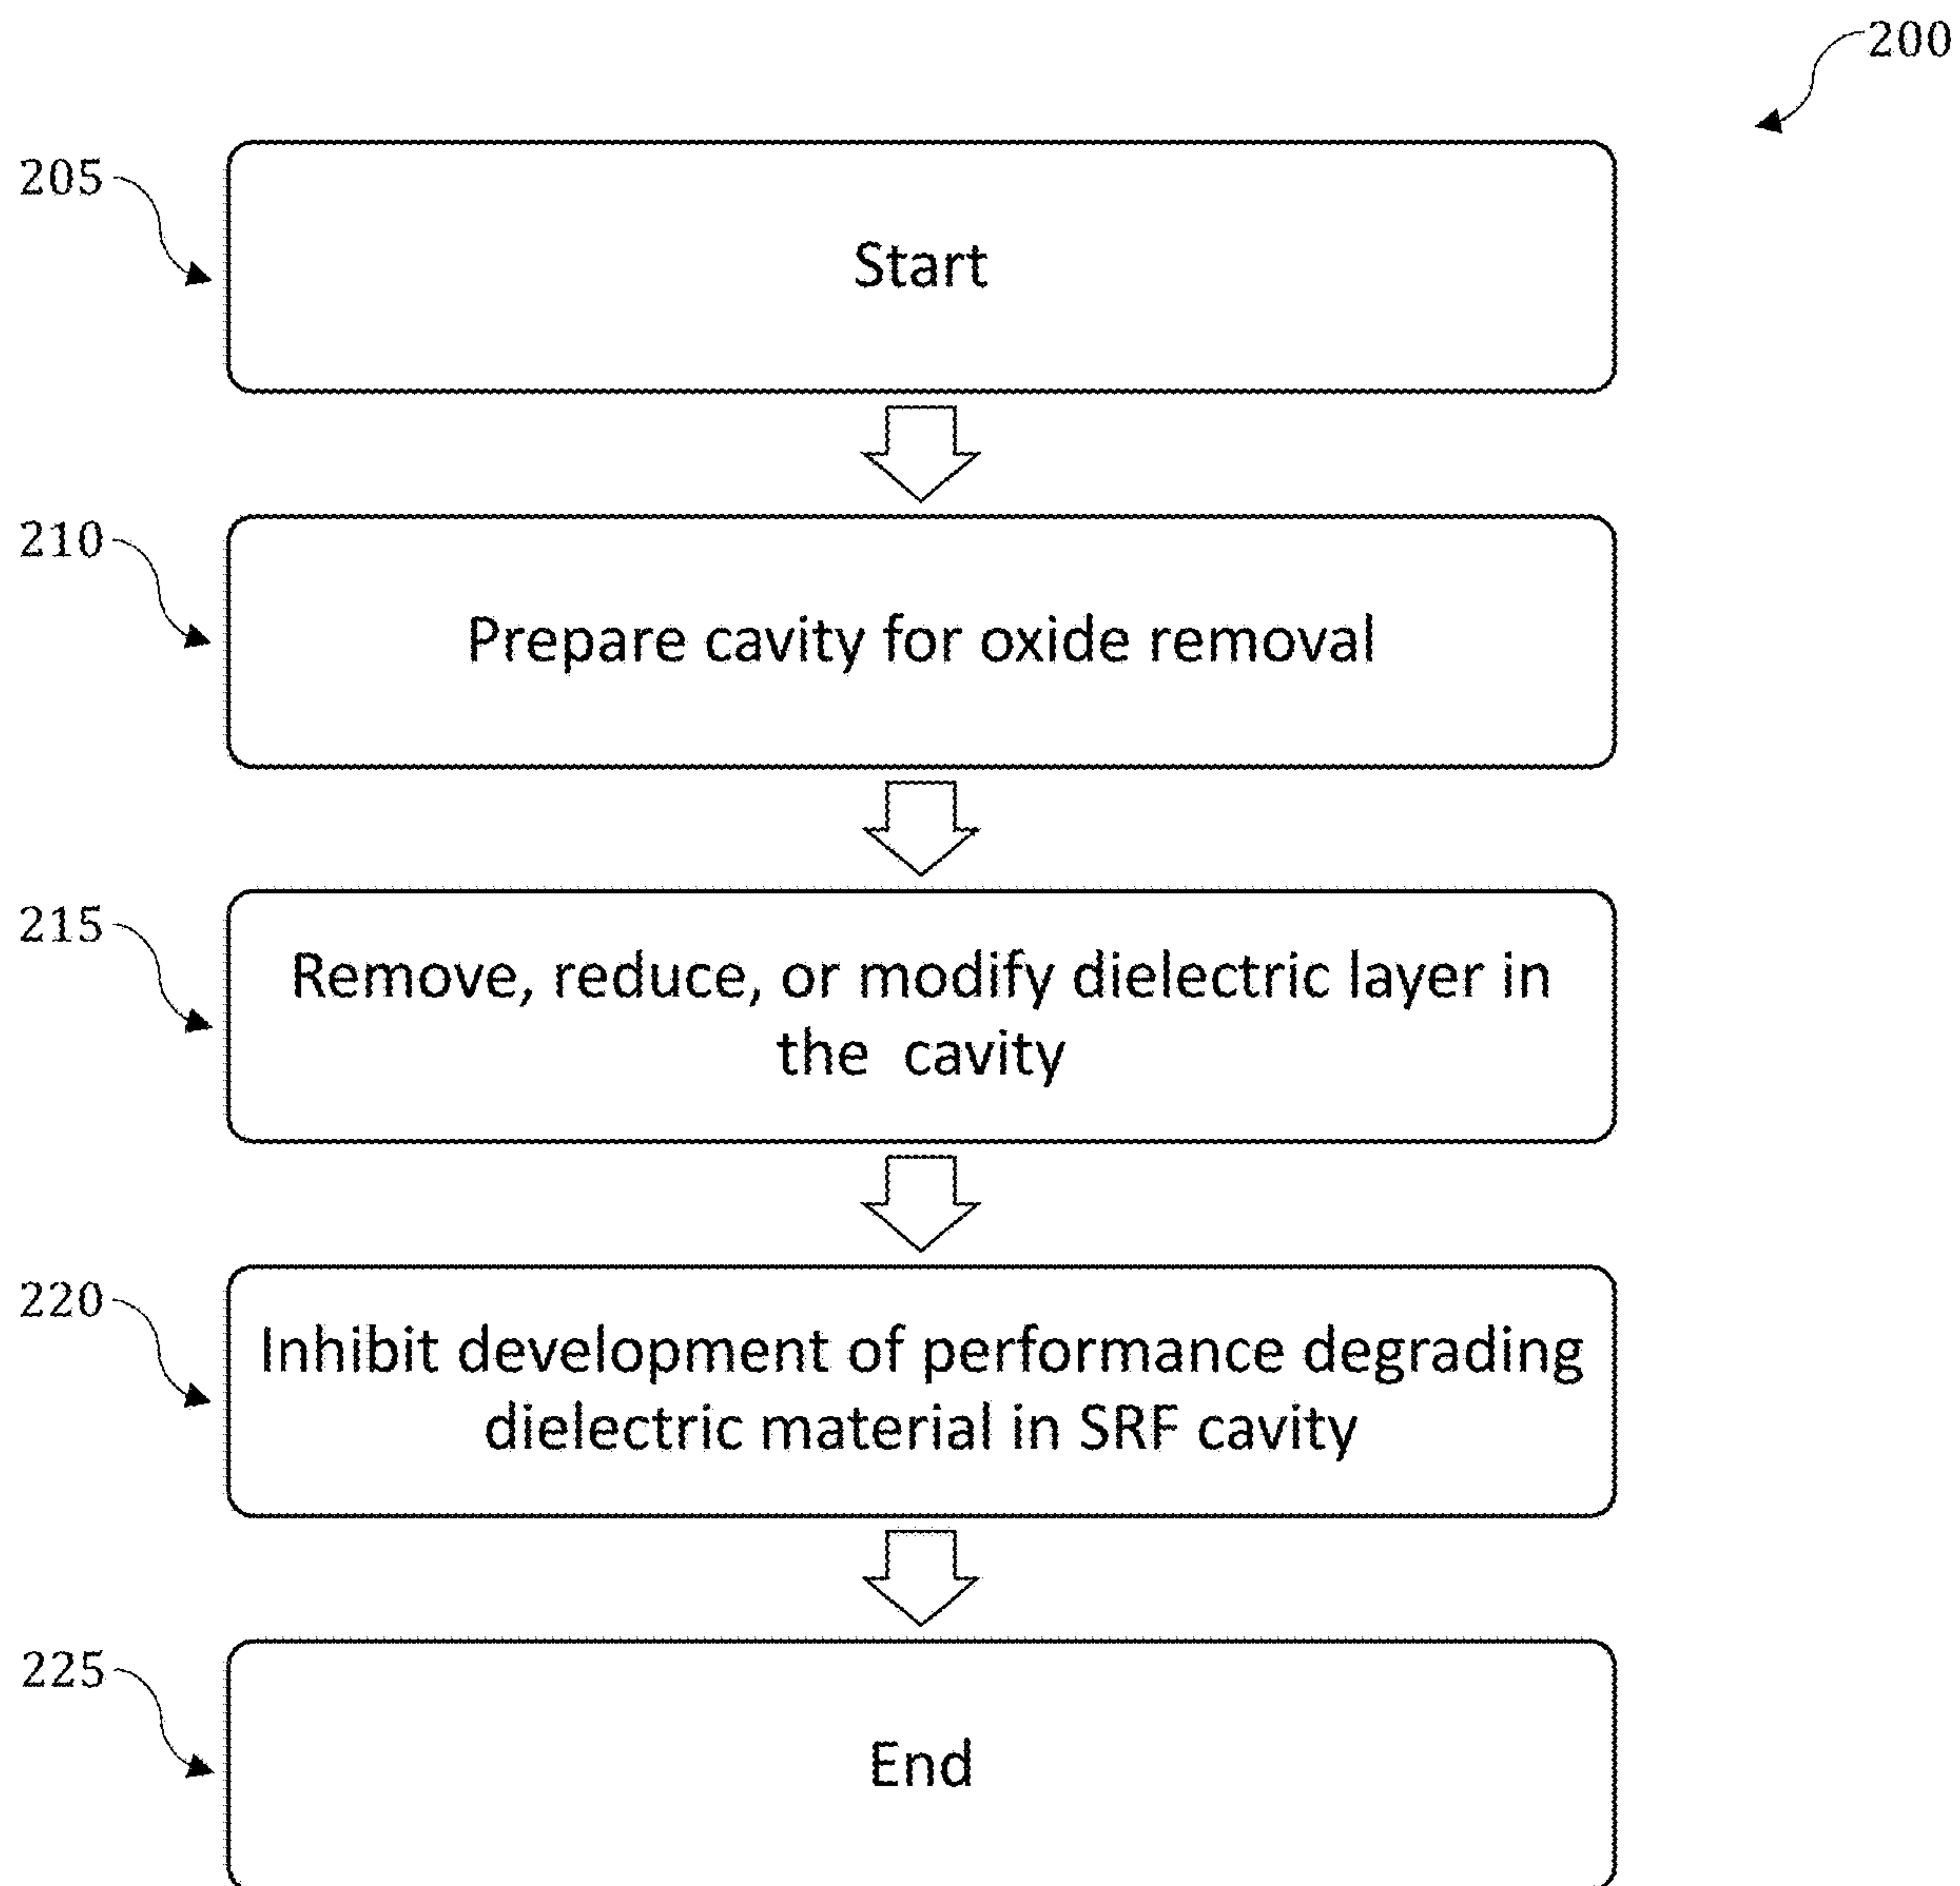 200
205
Start
210
Prepare cavity for oxide removal
215
Remove, reduce, or modify dielectric layer in
the cavity
220
Inhibit development of performance degrading
dielectric material in SRF cavity
225
End